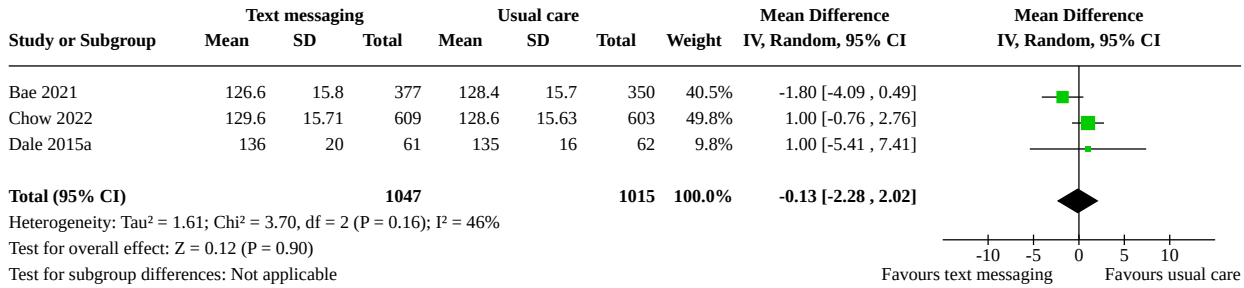 Text messaging Usual care Mean Difference Mean Difference
Study or Subgroup Mean SD Total Mean SD Total Weight IV, Random, 95% CI IV, Random, 95% CI
Bae 2021 126.6 15.8 377 128.4 15.7 350 40.5% -1.80 [-4.09 , 0.49]
Chow 2022 129.6 15.71 609 128.6 15.63 603 49.8% 1.00 [-0.76 , 2.76]
Dale 2015a 136 20 61 135 16 62 9.8% 1.00 [-5.41 , 7.41]
Total (95% CI) 1047 1015 100.0% -0.13 [-2.28 , 2.02]
Heterogeneity: Tau² = 1.61; Chi² = 3.70, df = 2 (P = 0.16); I² = 46%
Test for overall effect: Z = 0.12 (P = 0.90) -10 -5 0 5 10
Test for subgroup differences: Not applicable Favours text messaging Favours usual care